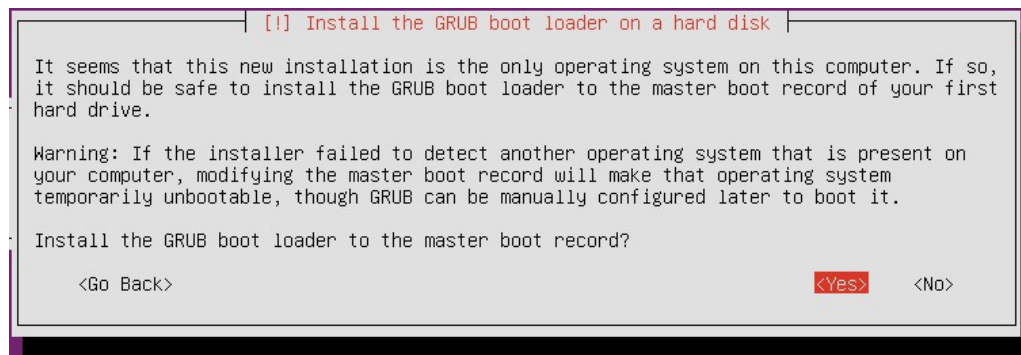 [!] Install the GRUB boot loader on a hard disk
It seems that this new installation is the only operating system on this computer. If so,
it should be safe to install the GRUB boot loader to the master boot record of your first
hard drive.
Warning: If the installer failed to detect another operating system that is present on
your computer, modifying the master boot record will make that operating system
temporarily unbootable, though GRUB can be manually configured later to boot it.
Install the GRUB boot loader to the master boot record?
<Go Back> <Yes> <No>